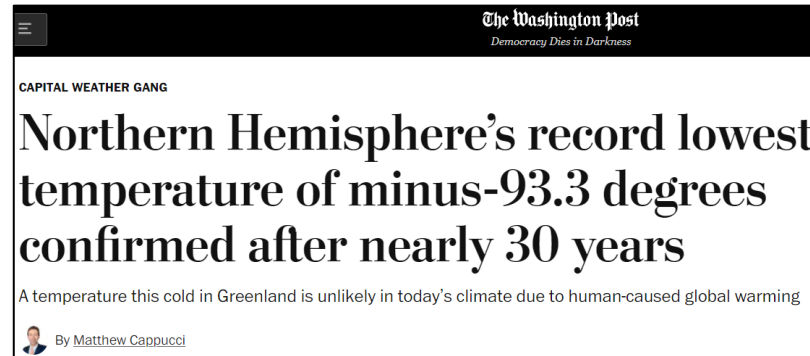 The Washington Post
Democracy Dies in Darkness
CAPITAL WEATHER GANG
Northern Hemisphere’s record lowest
temperature of minus-93.3 degrees
confirmed after nearly 30 years
A temperature this cold in Greenland is unlikely in today’s climate due to human-caused global warming
By Matthew Cappucci